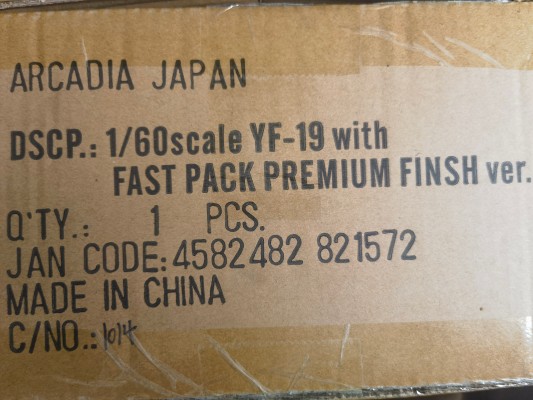 ARCADIA JAPAN
DSCP.: 1/60scale YF-19 with
FAST PACK PREMIUM FINSH ver.
Q'TY.: 1 PCS.
JAN CODE: 4582482 821572
MADE IN CHINA
C/NO.: 1014